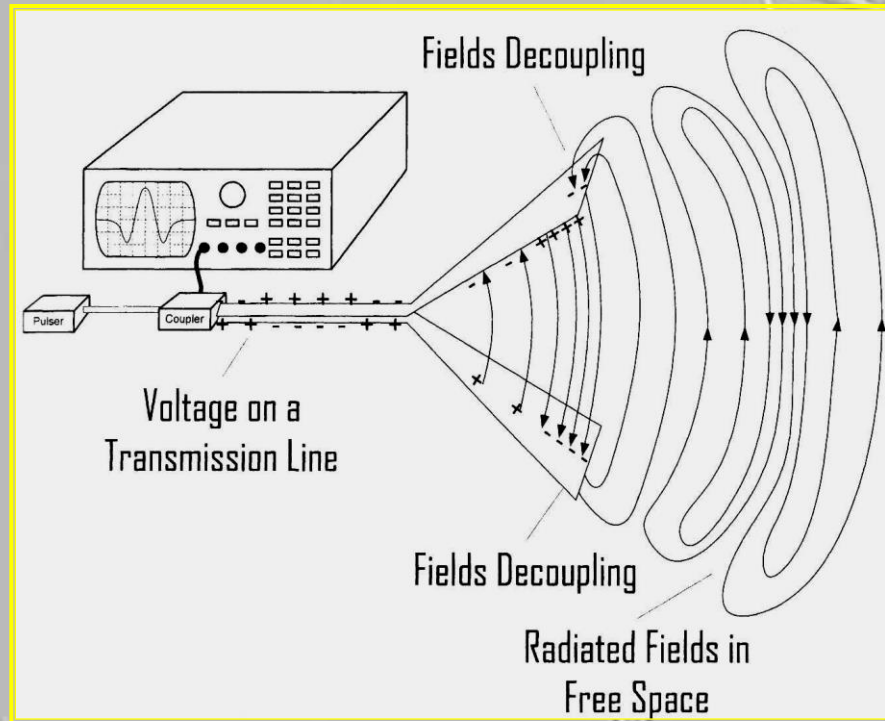 Fields Decoupling
Pulser
Coupler
- + + + + - -
+ + - - - + +
Voltage on a
Transmission Line
Fields Decoupling
Radiated Fields in
Free Space